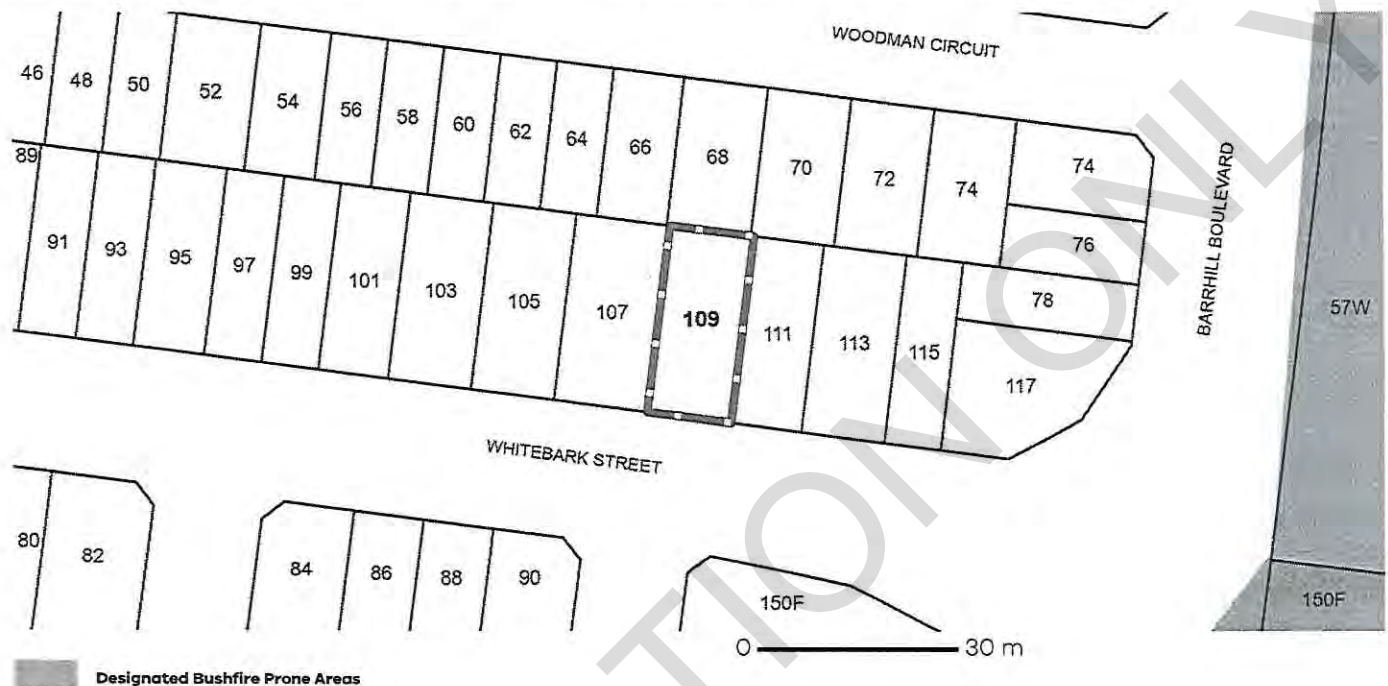 WOODMAN CIRCUIT
46 48 50 52 54 56 58 60 62 64 66 68 70 72 74 74
76
78
BARRHILL BOULEVARD
57W
89 91 93 95 97 99 101 103 105 107 109 111 113 115 117
WHITEBARK STREET
80 82 84 86 88 90 150F 150F
0 30 m
Designated Bushfire Prone Areas
TION ONLY